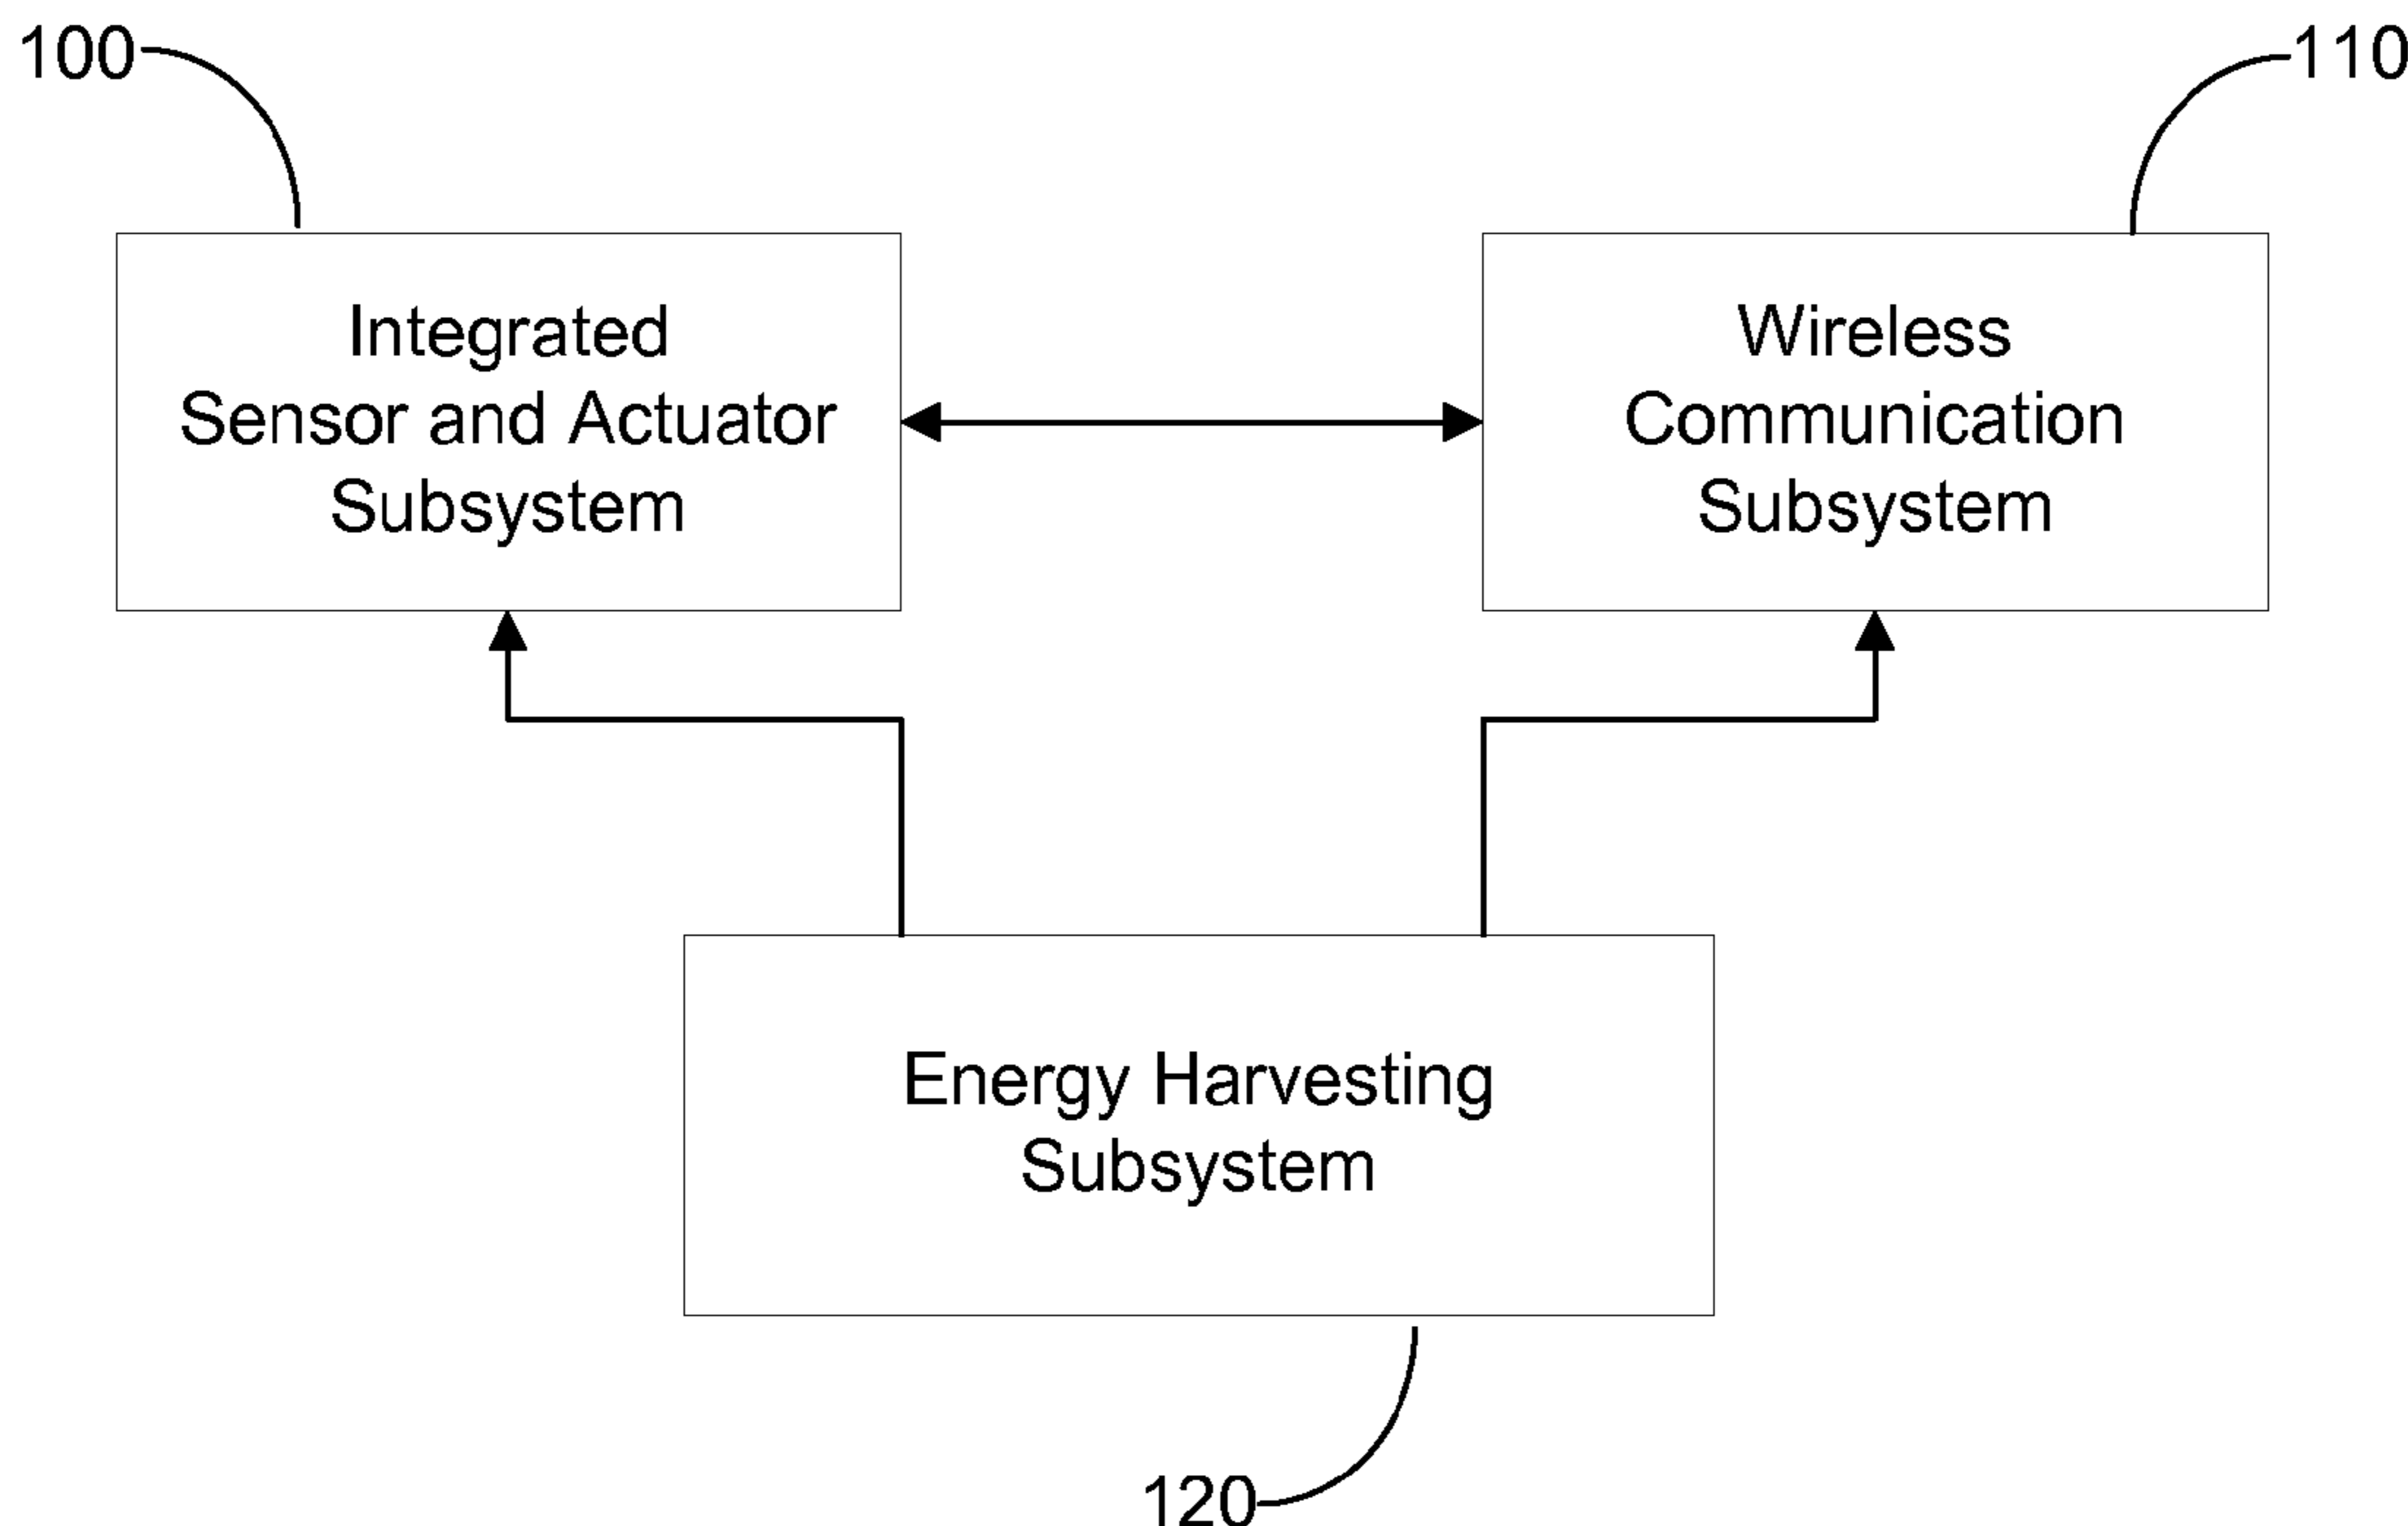 100
110
Integrated
Sensor and Actuator
Subsystem
Wireless
Communication
Subsystem
Energy Harvesting
Subsystem
120